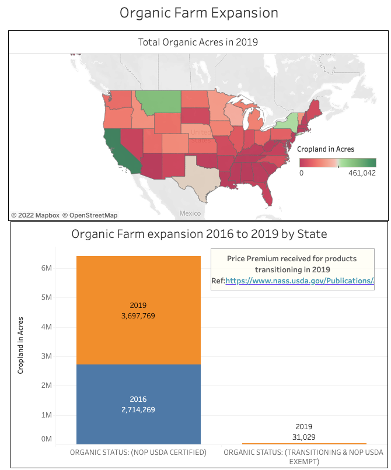 Organic Farm Expansion
Total Organic Acres in 2019
Cropland in Acres
0 461,042
Mexico
© 2022 Mapbox © OpenStreetMap
Organic Farm expansion 2016 to 2019 by State
Price Premium received for products
transitioning in 2019
Ref:https://www.nass.usda.gov/Publications/
Cropland in Acres
6M
5M
4M
3M
2M
1M
0M
2019
3,697,769
2016
2,714,269
2019
31,029
ORGANIC STATUS: (NOP USDA CERTIFIED)
ORGANIC STATUS: (TRANSITIONING & NOP USDA
EXEMPT)